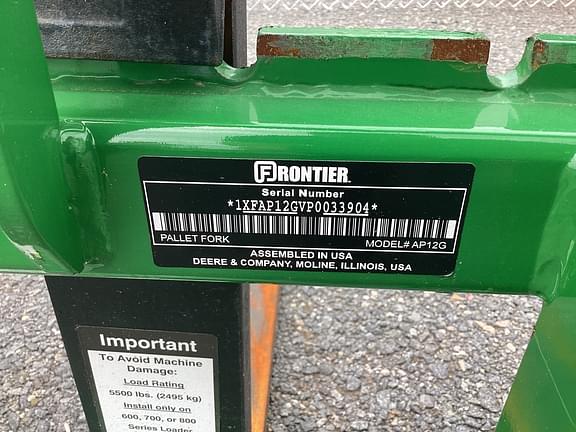 FRONTIER
Serial Number
*1XFAP12GVP0033904*
PALLET FORK MODEL# AP12G
ASSEMBLED IN USA
DEERE & COMPANY, MOLINE, ILLINOIS, USA
Important
To Avoid Machine
Damage:
Load Rating
5500 lbs. (2495 kg)
Install only on
600, 700, or 800
Series Loader